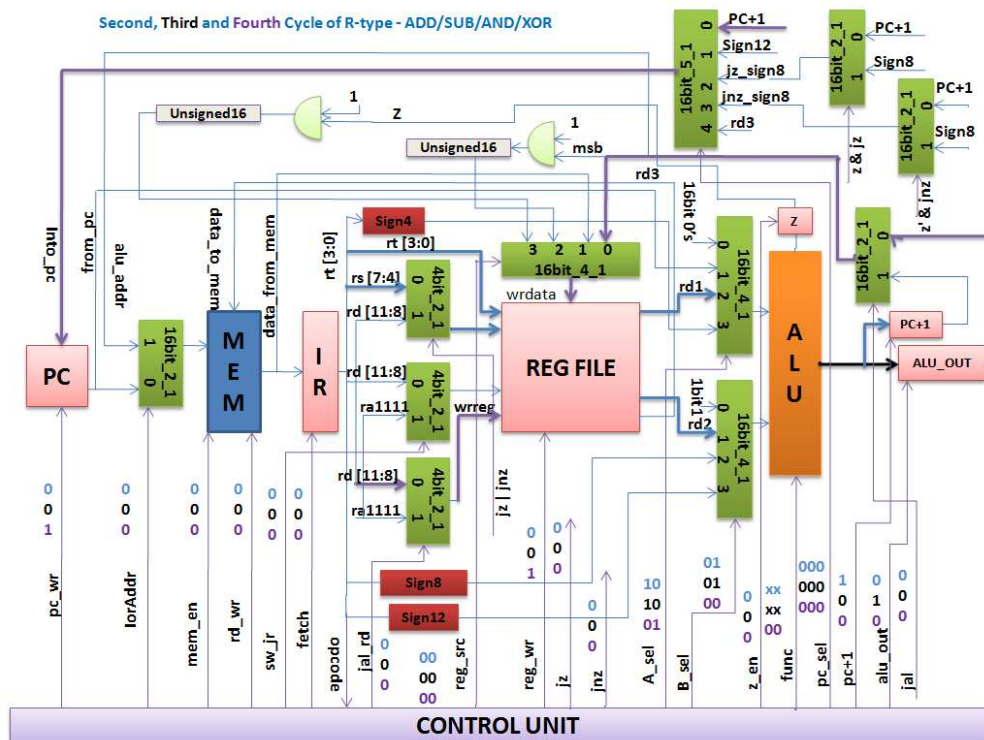 Second, Third and Fourth Cycle of R-type - ADD/SUB/AND/XOR
PC+1
Sign12
jz_sign8
jnz_sign8
rd3
0
1
2
3
4
16bit_5_1
PC+1
Sign8
0
1
16bit_2_1
PC+1
Sign8
0
1
16bit_2_1
z & jz
z' & jnz
Unsigned16
1
Z
Unsigned16
1
msb
rd3
Into_pc
from_pc
alu_addr
data_t to_mem
data_from_mem
rt [3:0]
Sign4
rt [3:0]
rs [7:4]
rd [11:8]
0
1
4bit_2_1
3 2 1 0
16bit_4_1
wrdata
16bit 0's
rd1
0
1
2
3
16bit_4_1
Z
0
1
16bit_2_1
PC+1
ALU_OUT
PC
1
0
16bit_2_1
MEM
IR
rd [11:8]
ra1111
0
1
4bit_2_1
wrreg
REG FILE
1bit1
rd2
0
1
2
3
16bit_4_1
ALU
rd [11:8]
ra1111
0
1
4bit_2_1
jz | jnz
Sign8
Sign12
0
0
1
pc_wr
0
0
0
IorAddr
0
0
0
mem_en
0
0
0
rd_wr
0
0
0
sw_jr
0
0
0
fetch
opcode
0
0
0
jal_rd
00
00
00
reg_src
0
0
1
reg_wr
0
0
0
jz
0
0
0
jnz
10
10
01
A_sel
01
01
00
B_sel
0
0
0
z_en
xx
xx
00
func
000
000
000
pc_sel
1
0
0
pc+1
0
1
0
alu_out
0
0
0
jal
CONTROL UNIT